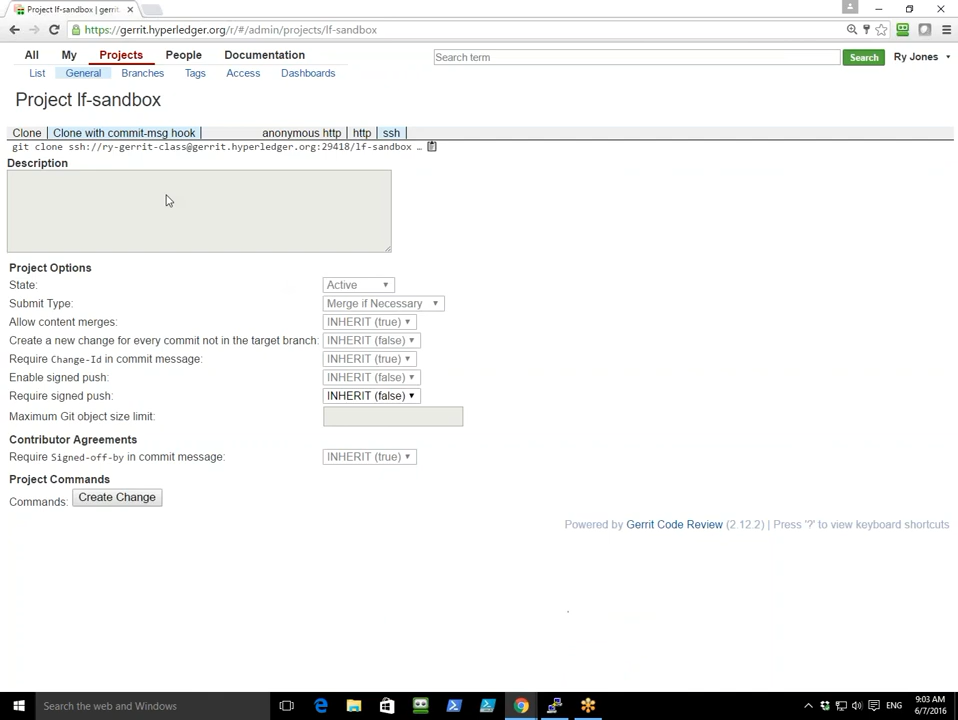 Project lf-sandbox | gerrit
https://gerrit.hyperledger.org/r/#/admin/projects/lf-sandbox
All My Projects People Documentation Search term Search Ry Jones
List General Branches Tags Access Dashboards
Project lf-sandbox
Clone Clone with commit-msg hook anonymous http http ssh
git clone ssh://ry-gerrit-class@gerrit.hyperledger.org:29418/lf-sandbox …
Description
Project Options
State: Active
Submit Type: Merge if Necessary
Allow content merges: INHERIT (true)
Create a new change for every commit not in the target branch: INHERIT (false)
Require Change-Id in commit message: INHERIT (true)
Enable signed push: INHERIT (false)
Require signed push: INHERIT (false)
Maximum Git object size limit:
Contributor Agreements
Require Signed-off-by in commit message: INHERIT (true)
Project Commands
Commands: Create Change
Powered by Gerrit Code Review (2.12.2) | Press '?' to view keyboard shortcuts
Search the web and Windows
ENG
9:03 AM
6/7/2016